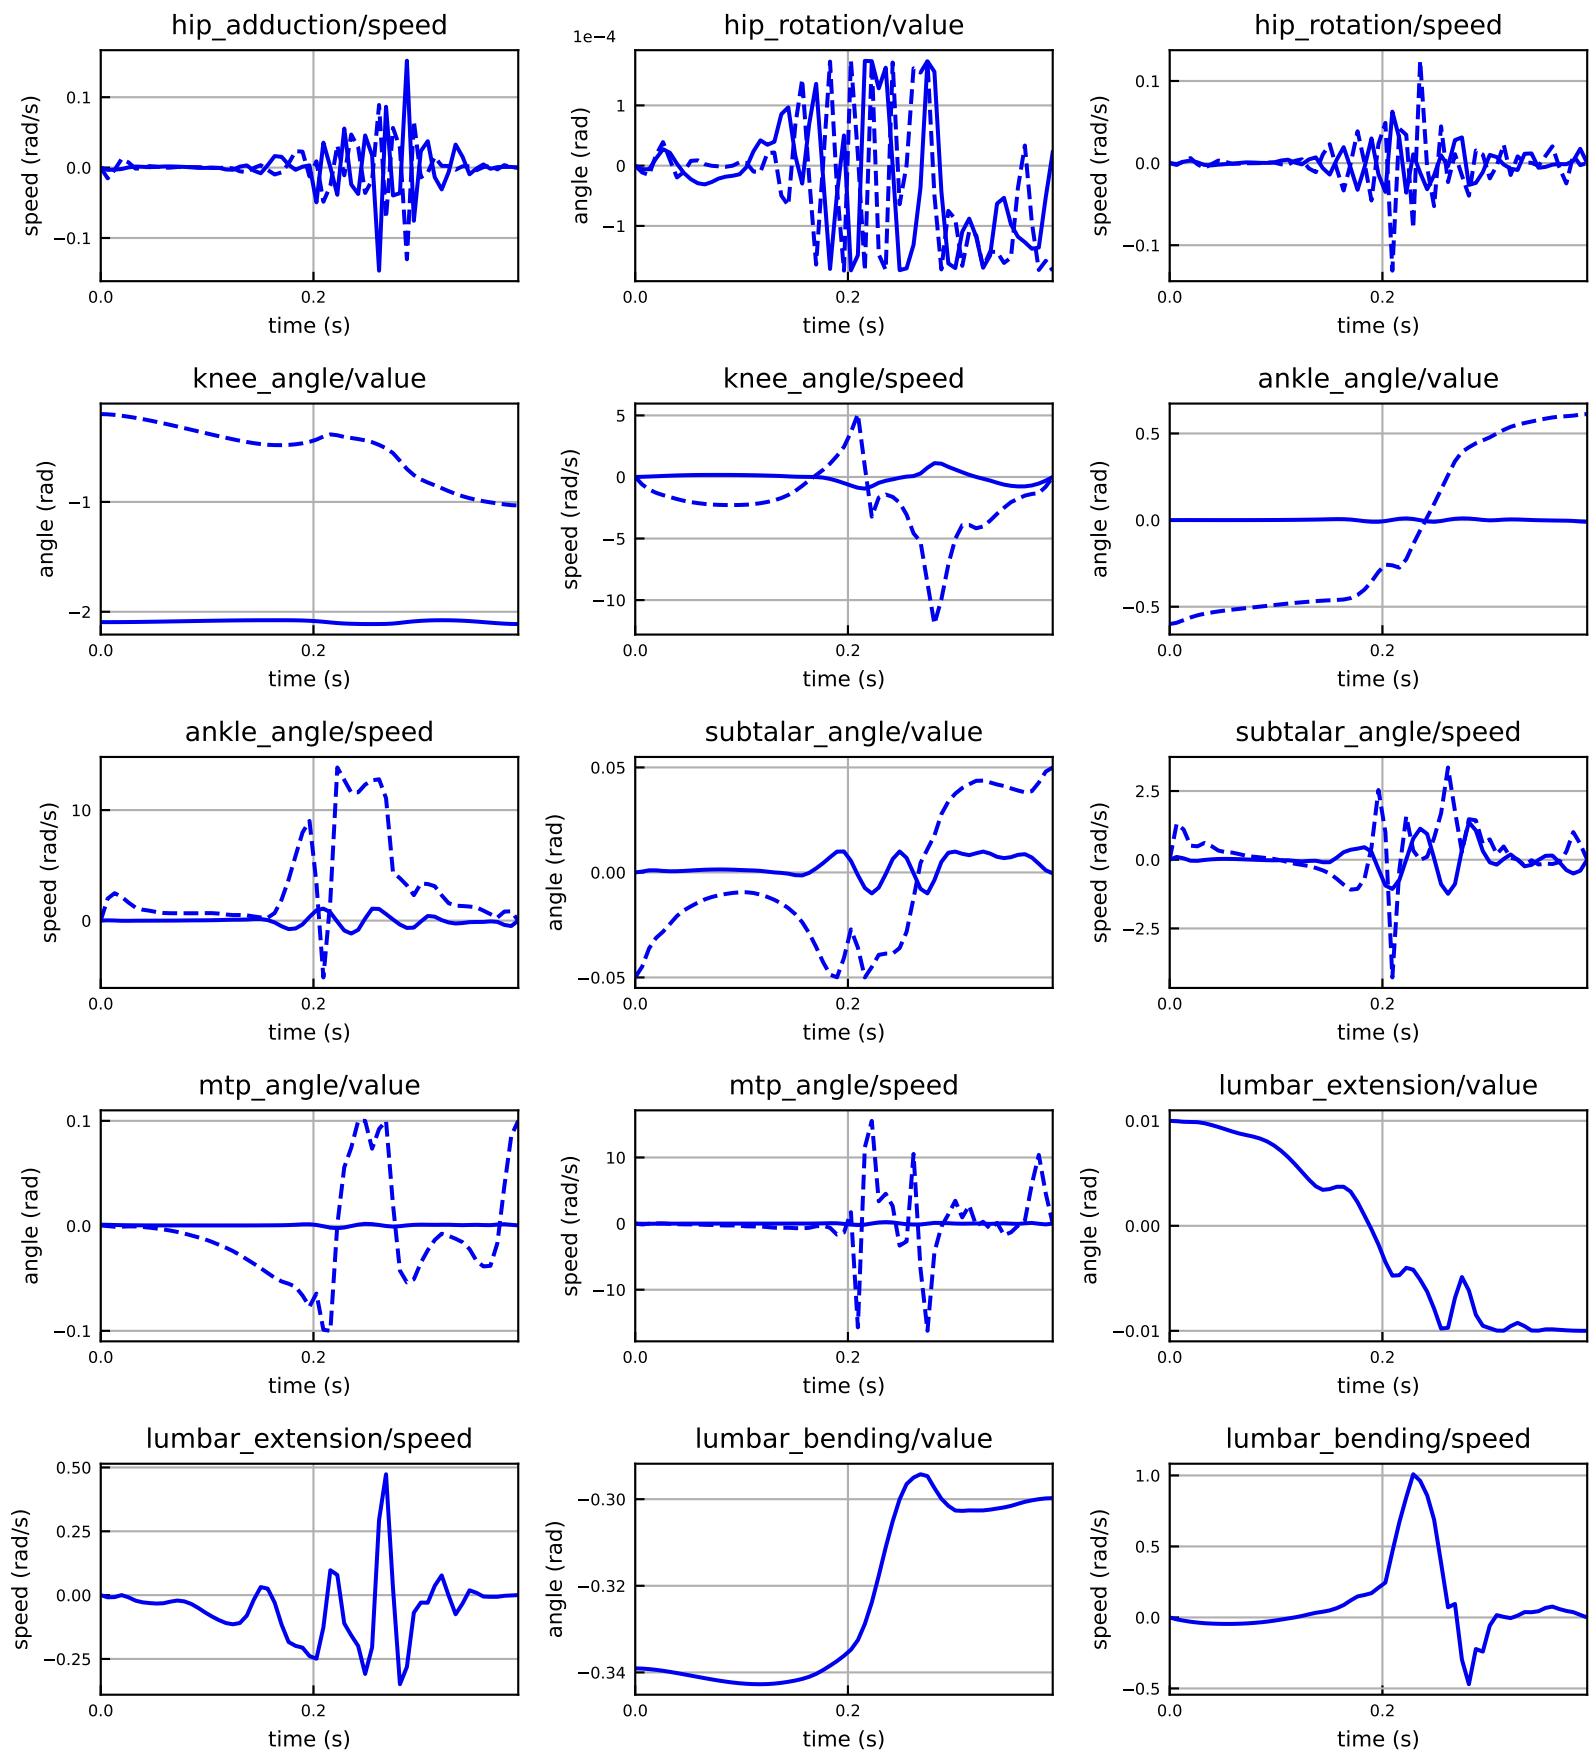 hip_adduction/speed
speed (rad/s)
0.1
0.0
−0.1
0.0
0.2
time (s)
hip_rotation/value
1e−4
angle (rad)
1
0
−1
0.0
0.2
time (s)
hip_rotation/speed
speed (rad/s)
0.1
0.0
−0.1
0.0
0.2
time (s)
knee_angle/value
angle (rad)
−1
−2
0.0
0.2
time (s)
knee_angle/speed
speed (rad/s)
5
0
−5
−10
0.0
0.2
time (s)
ankle_angle/value
angle (rad)
0.5
0.0
−0.5
0.0
0.2
time (s)
ankle_angle/speed
speed (rad/s)
10
0
0.0
0.2
time (s)
subtalar_angle/value
angle (rad)
0.05
0.00
−0.05
0.0
0.2
time (s)
subtalar_angle/speed
speed (rad/s)
2.5
0.0
−2.5
0.0
0.2
time (s)
mtp_angle/value
angle (rad)
0.1
0.0
−0.1
0.0
0.2
time (s)
mtp_angle/speed
speed (rad/s)
10
0
−10
0.0
0.2
time (s)
lumbar_extension/value
angle (rad)
0.01
0.00
−0.01
0.0
0.2
time (s)
lumbar_extension/speed
speed (rad/s)
0.50
0.25
0.00
−0.25
0.0
0.2
time (s)
lumbar_bending/value
angle (rad)
−0.30
−0.32
−0.34
0.0
0.2
time (s)
lumbar_bending/speed
speed (rad/s)
1.0
0.5
0.0
−0.5
0.0
0.2
time (s)